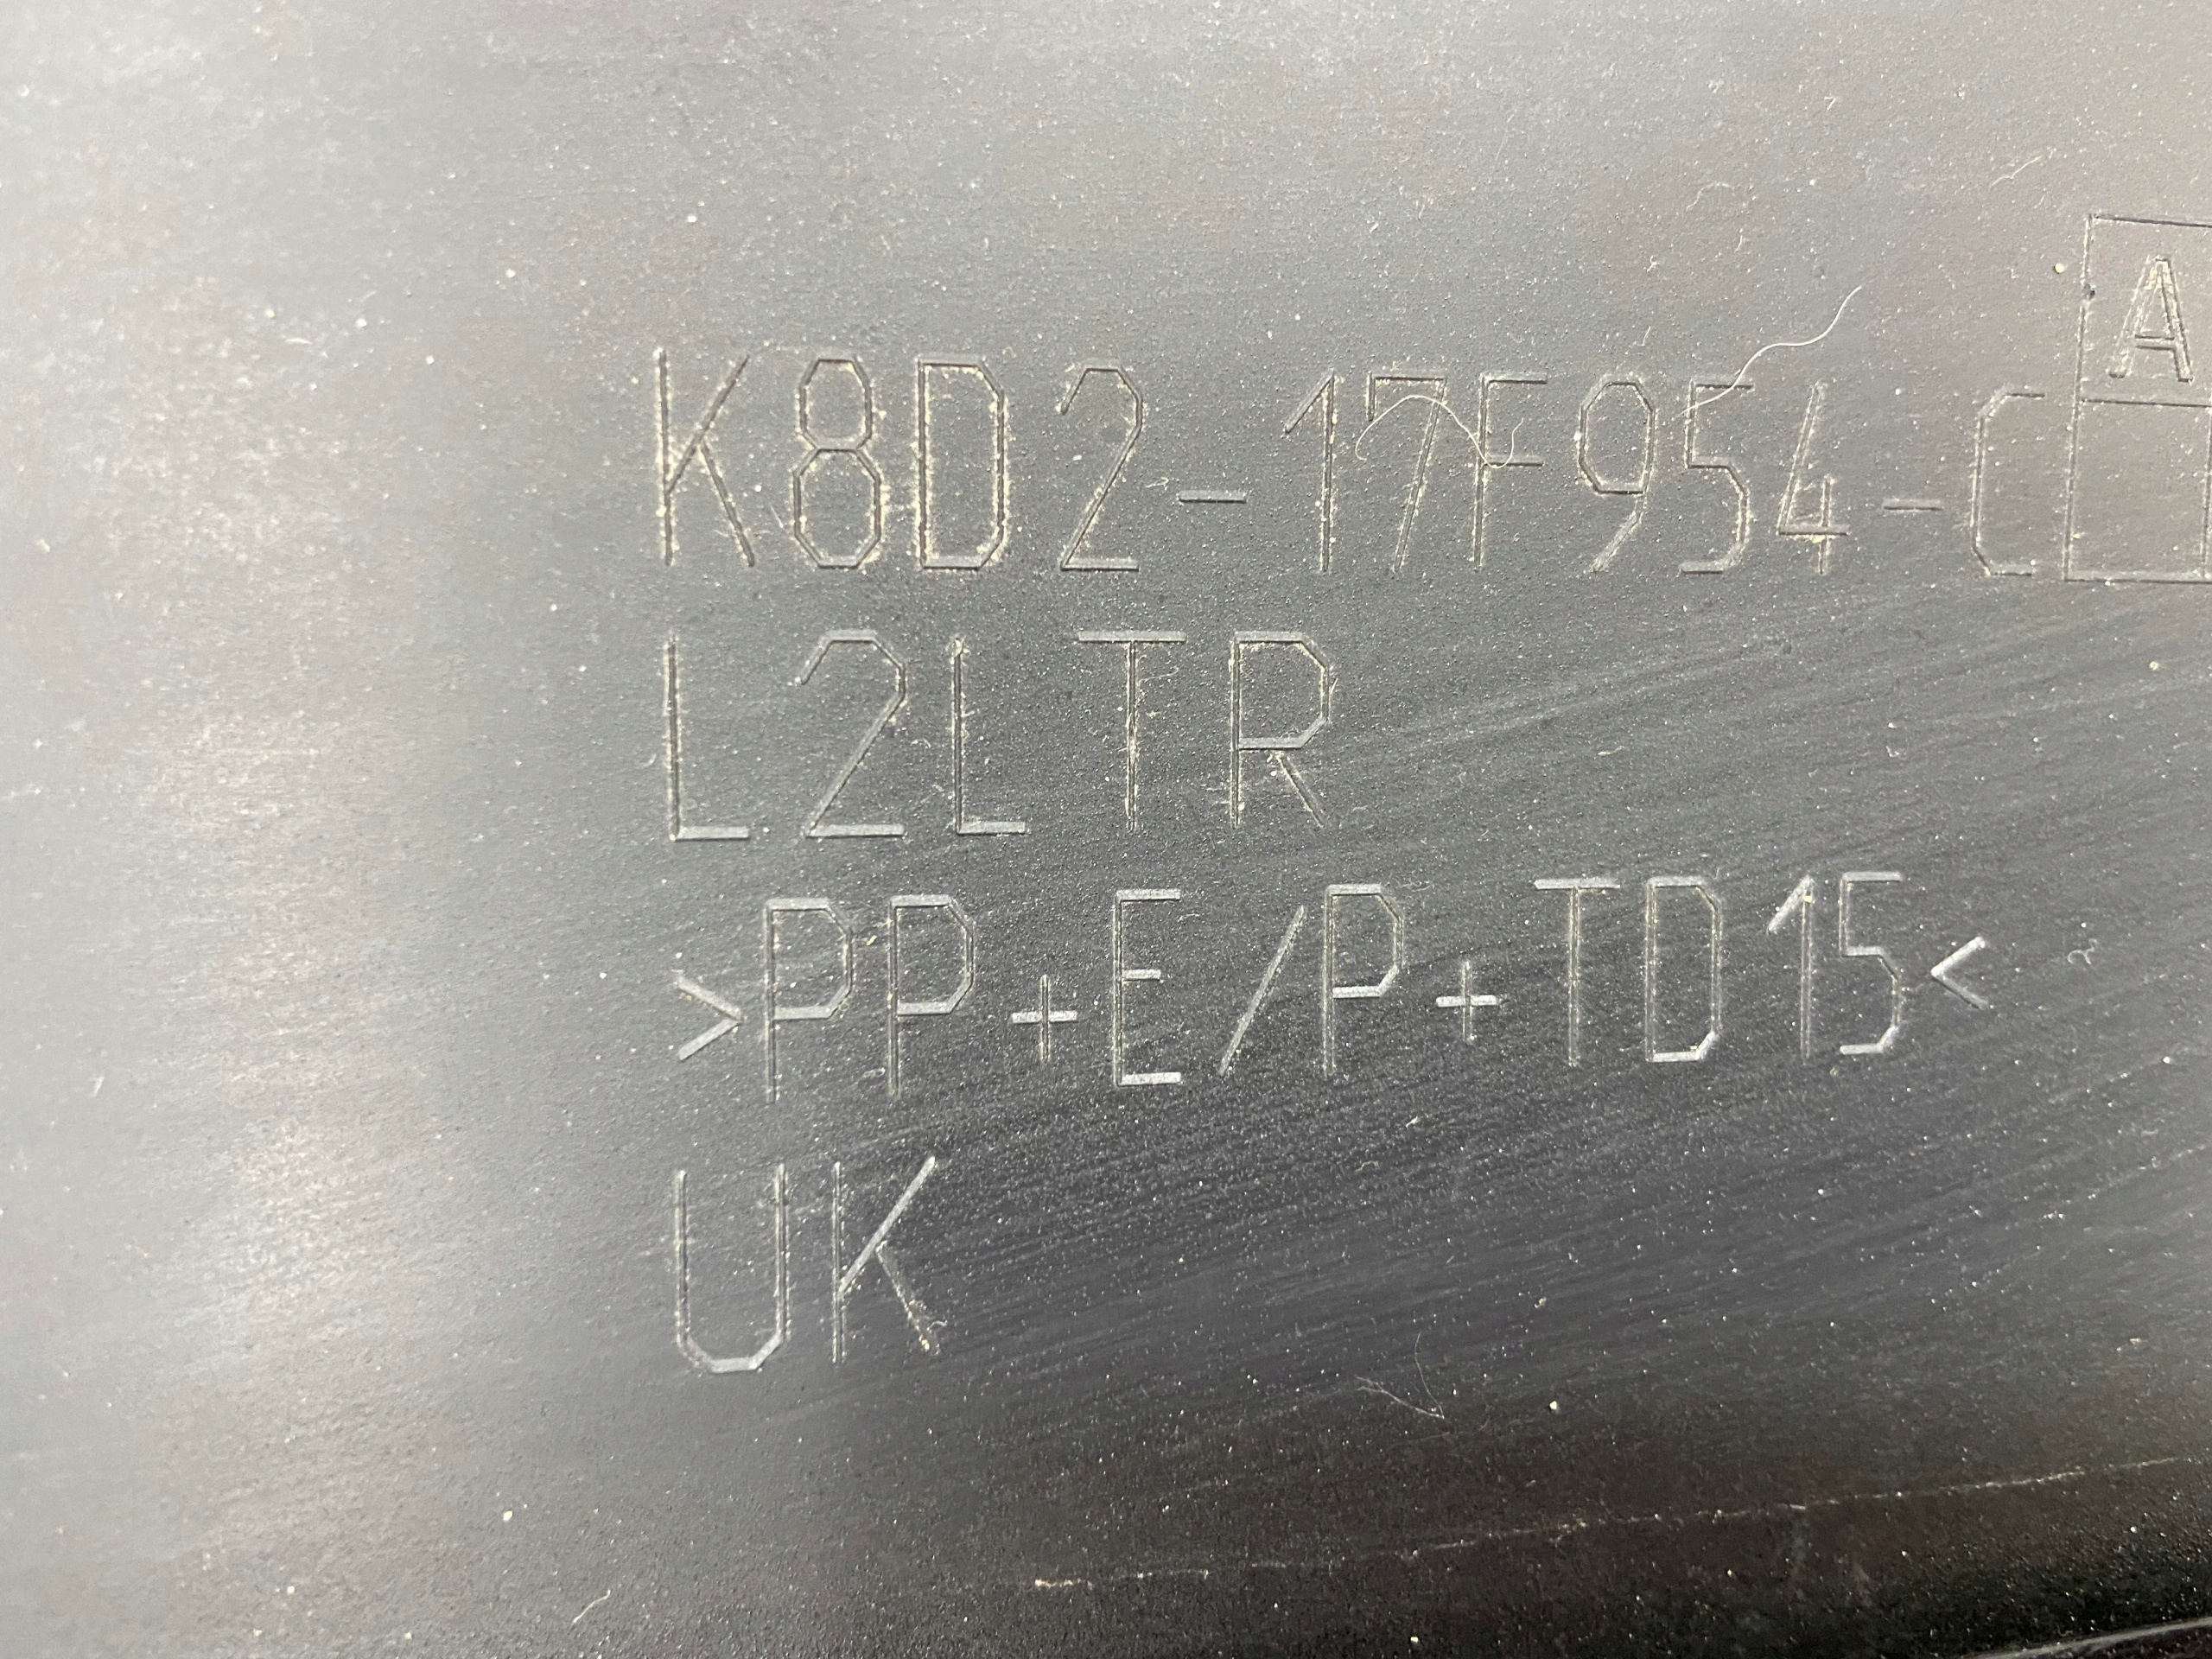 K8D2-17F954-C A
L2LTR
>PP+E/P+TD15<
UK